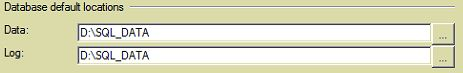 Database default locations
Data: D:\SQL_DATA ...
Log: D:\SQL_DATA ...